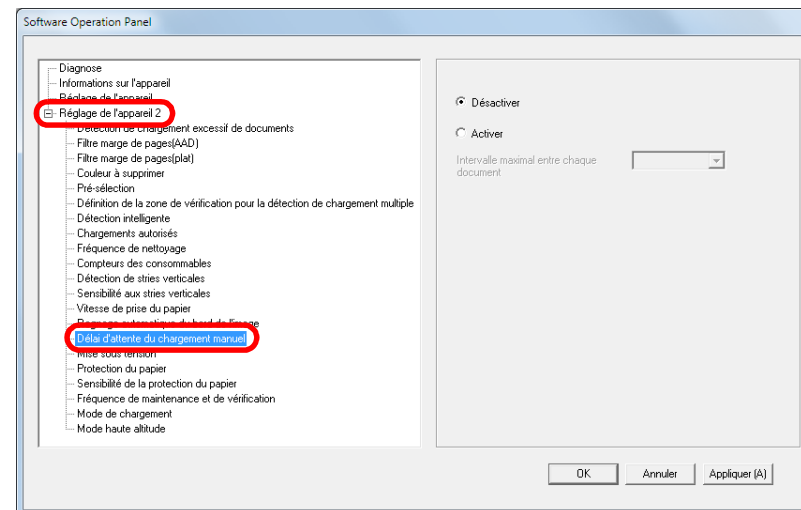 Software Operation Panel
Diagnose
Informations sur l'appareil
Réglage de l'appareil
Réglage de l'appareil 2
Détection de chargement excessif de documents
Filtre marge de pages(AAD)
Filtre marge de pages(plat)
Couleur à supprimer
Pré-sélection
Définition de la zone de vérification pour la détection de chargement multiple
Détection intelligente
Chargements autorisés
Fréquence de nettoyage
Compteurs des consommables
Détection de stries verticales
Sensibilité aux stries verticales
Vitesse de prise du papier
Rognage automatique du bord de l'image
Délai d'attente du chargement manuel
Mise sous tension
Protection du papier
Sensibilité de la protection du papier
Fréquence de maintenance et de vérification
Mode de chargement
Mode haute altitude
Désactiver
Activer
Intervalle maximal entre chaque
document
OK
Annuler
Appliquer (A)